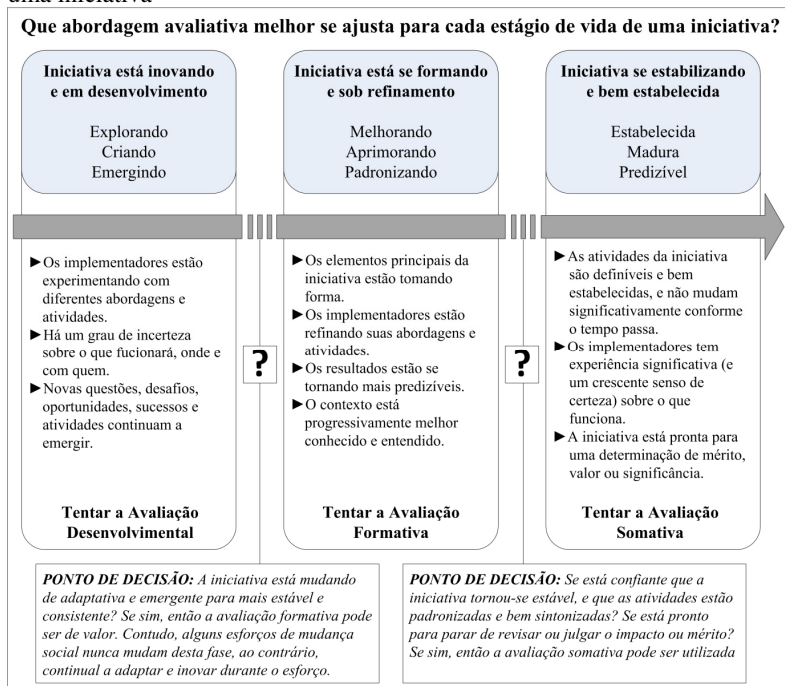 uma iniciativa
Que abordagem avaliativa melhor se ajusta para cada estágio de vida de uma iniciativa?
Iniciativa está inovando
e em desenvolvimento
Explorando
Criando
Emergindo
Iniciativa está se formando
e sob refinamento
Melhorando
Aprimorando
Padronizando
Iniciativa se estabilizando
e bem estabelecida
Estabelecida
Madura
Predizível
►Os implementadores estão
experimentando com
diferentes abordagens e
atividades.
►Há um grau de incerteza
sobre o que fucionará, onde e
com quem.
►Novas questões, desafios,
oportunidades, sucessos e
atividades continuam a
emergir.
Tentar a Avaliação
Desenvolvimental
?
►Os elementos principais da
iniciativa estão tomando
forma.
►Os implementadores estão
refinando suas abordagens e
atividades.
►Os resultados estão se
tornando mais predizíveis.
►O contexto está
progressivamente melhor
conhecido e entendido.
Tentar a Avaliação
Formativa
?
►As atividades da iniciativa
são definíveis e bem
estabelecidas, e não mudam
significativamente conforme
o tempo passa.
►Os implementadores tem
experiência significativa (e
um crescente senso de
certeza) sobre o que
funciona.
►A iniciativa está pronta para
uma determinação de mérito,
valor ou significância.
Tentar a Avaliação
Somativa
PONTO DE DECISÃO: A iniciativa está mudando
de adaptativa e emergente para mais estável e
consistente? Se sim, então a avaliação formativa pode
ser de valor. Contudo, alguns esforços de mudança
social nunca mudam desta fase, ao contrário,
continual a adaptar e inovar durante o esforço.
PONTO DE DECISÃO: Se está confiante que a
iniciativa tornou-se estável, e que as atividades estão
padronizadas e bem sintonizadas? Se está pronto
para parar de revisar ou julgar o impacto ou mérito?
Se sim, então a avaliação somativa pode ser utilizada